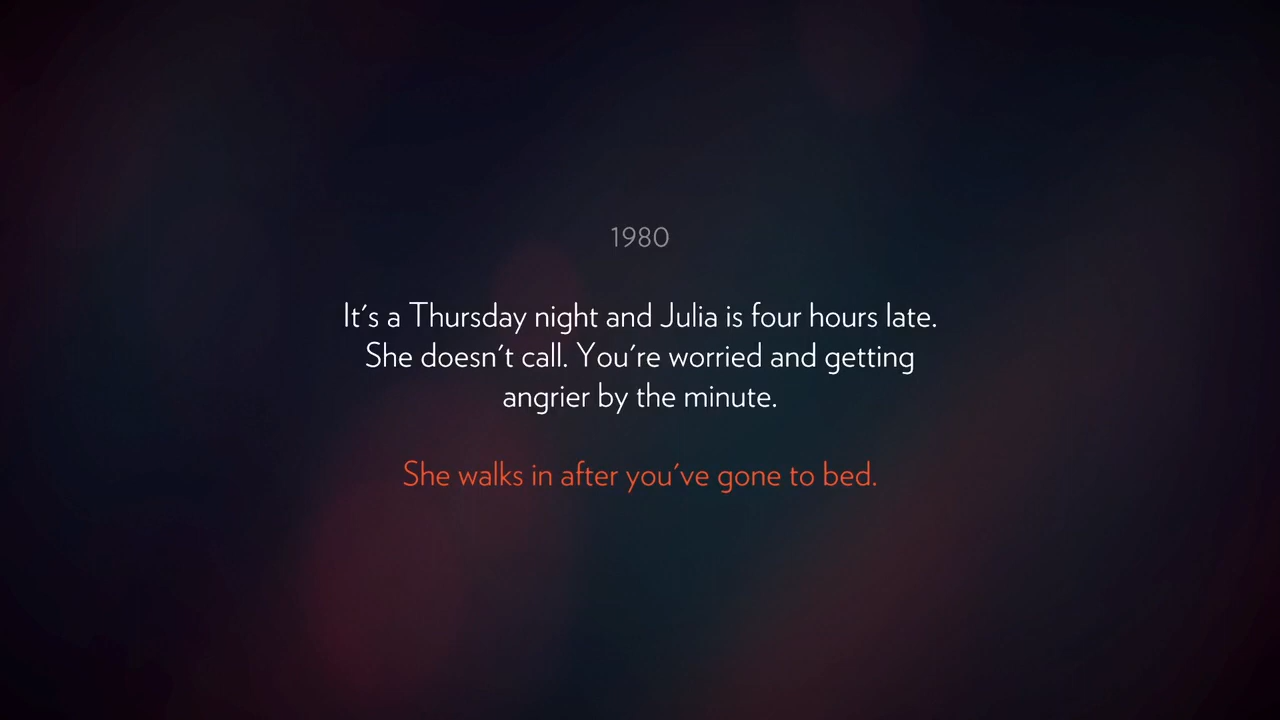 1980
It's a Thursday night and Julia is four hours late.
She doesn't call. You're worried and getting
angrier by the minute.
She walks in after you've gone to bed.